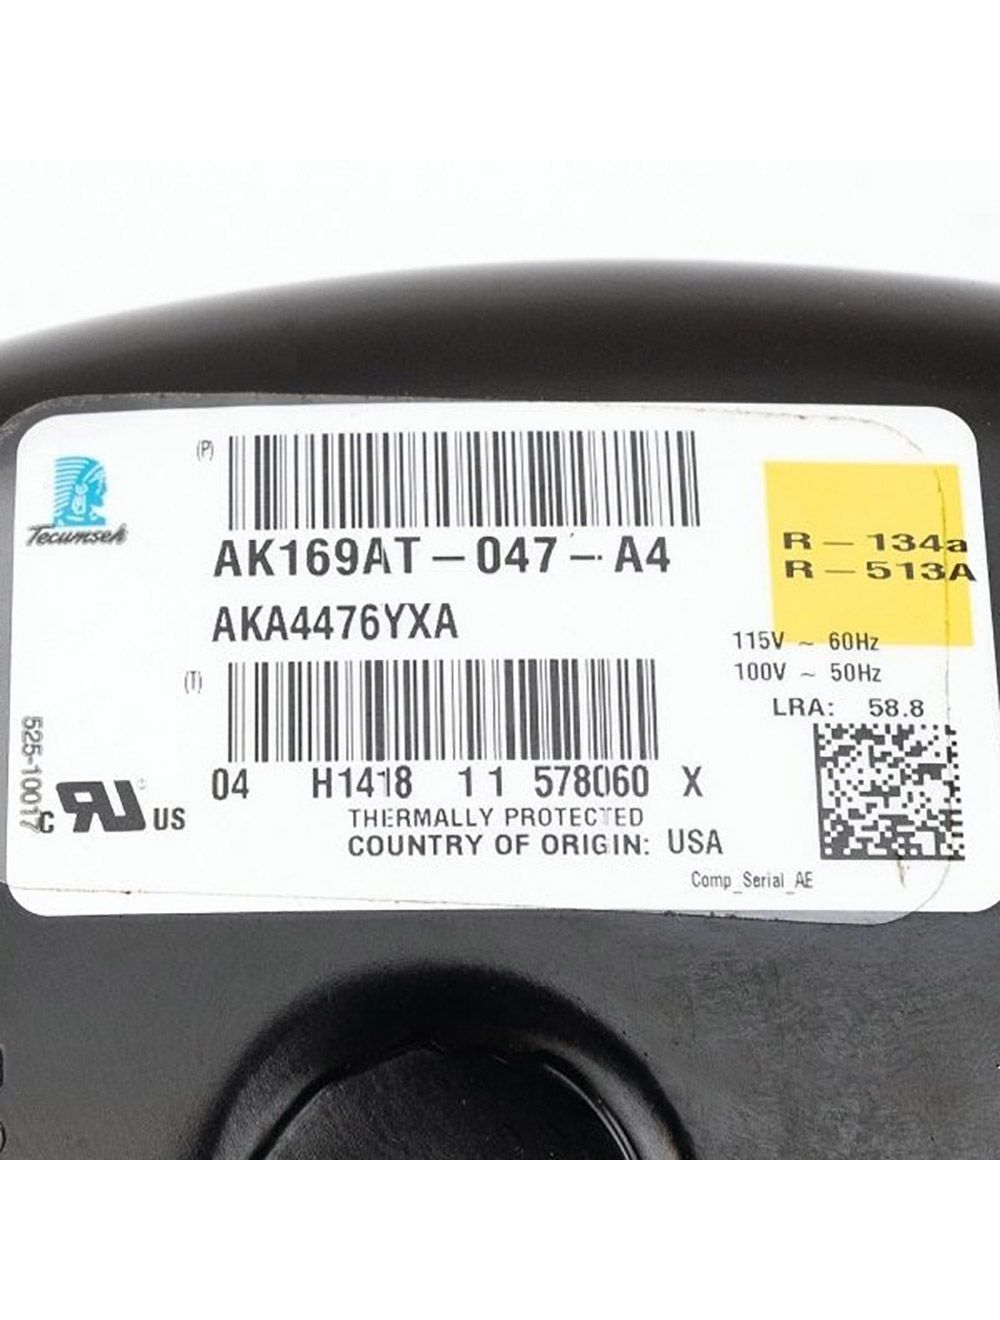 (P)
Tecumseh
AK169AT-047-A4
R-134a
R-513A
AKA4476YXA
115V ~ 60Hz
100V ~ 50Hz
(T)
LRA: 58.8
525-10017
04 H1418 11 578060 X
c RU US
THERMALLY PROTECTED
COUNTRY OF ORIGIN: USA
Comp_Serial_AE